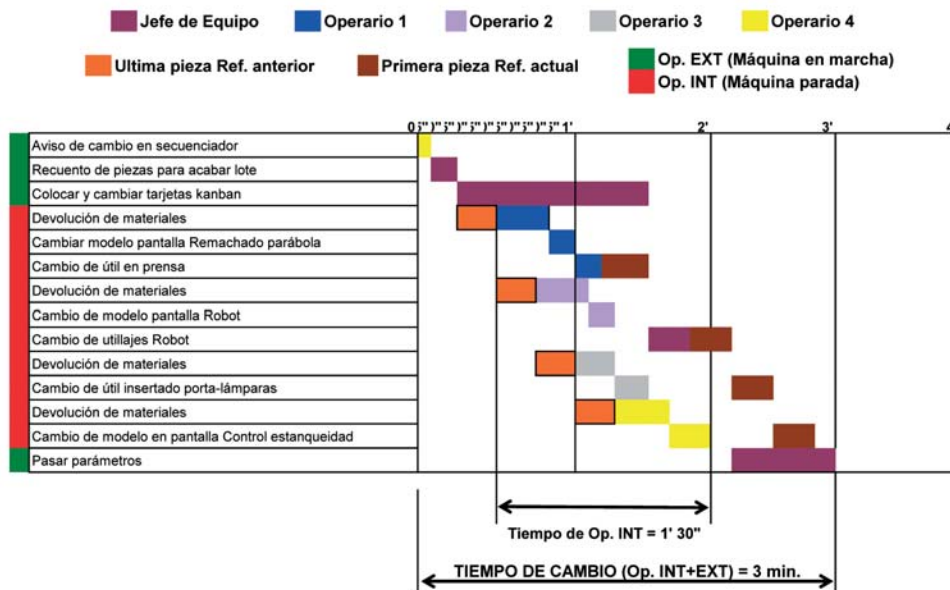 Jefe de Equipo Operario 1 Operario 2 Operario 3 Operario 4
Ultima pieza Ref. anterior Primera pieza Ref. actual Op. EXT (Máquina en marcha)
Op. INT (Máquina parada)
1' 2' 3' 4
Aviso de cambio en secuenciador
Recuento de piezas para acabar lote
Colocar y cambiar tarjetas kanban
Devolución de materiales
Cambiar modelo pantalla Remachado parábola
Cambio de útil en prensa
Devolución de materiales
Cambio de modelo pantalla Robot
Cambio de utillajes Robot
Devolución de materiales
Cambio de útil insertado porta-lámparas
Devolución de materiales
Cambio de modelo en pantalla Control estanqueidad
Pasar parámetros
Tiempo de Op. INT = 1' 30"
TIEMPO DE CAMBIO (Op. INT+EXT) = 3 min.